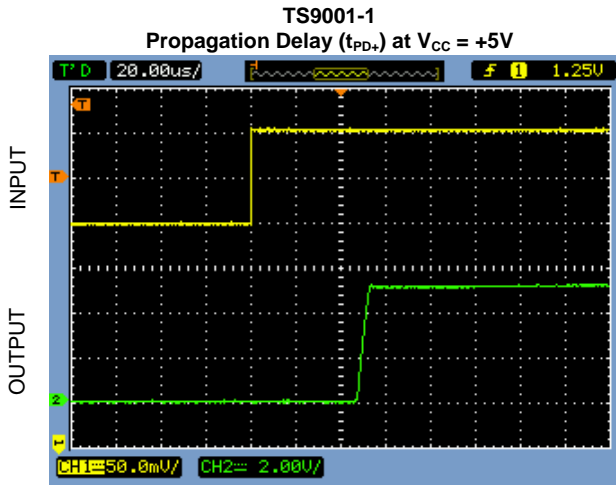 TS9001-1
Propagation Delay (tPD+) at VCC = +5V
T'D 20.00us/ 1 1.25V
T
INPUT
T
OUTPUT
2
1
CH1 50.0mV/ CH2 2.00V/